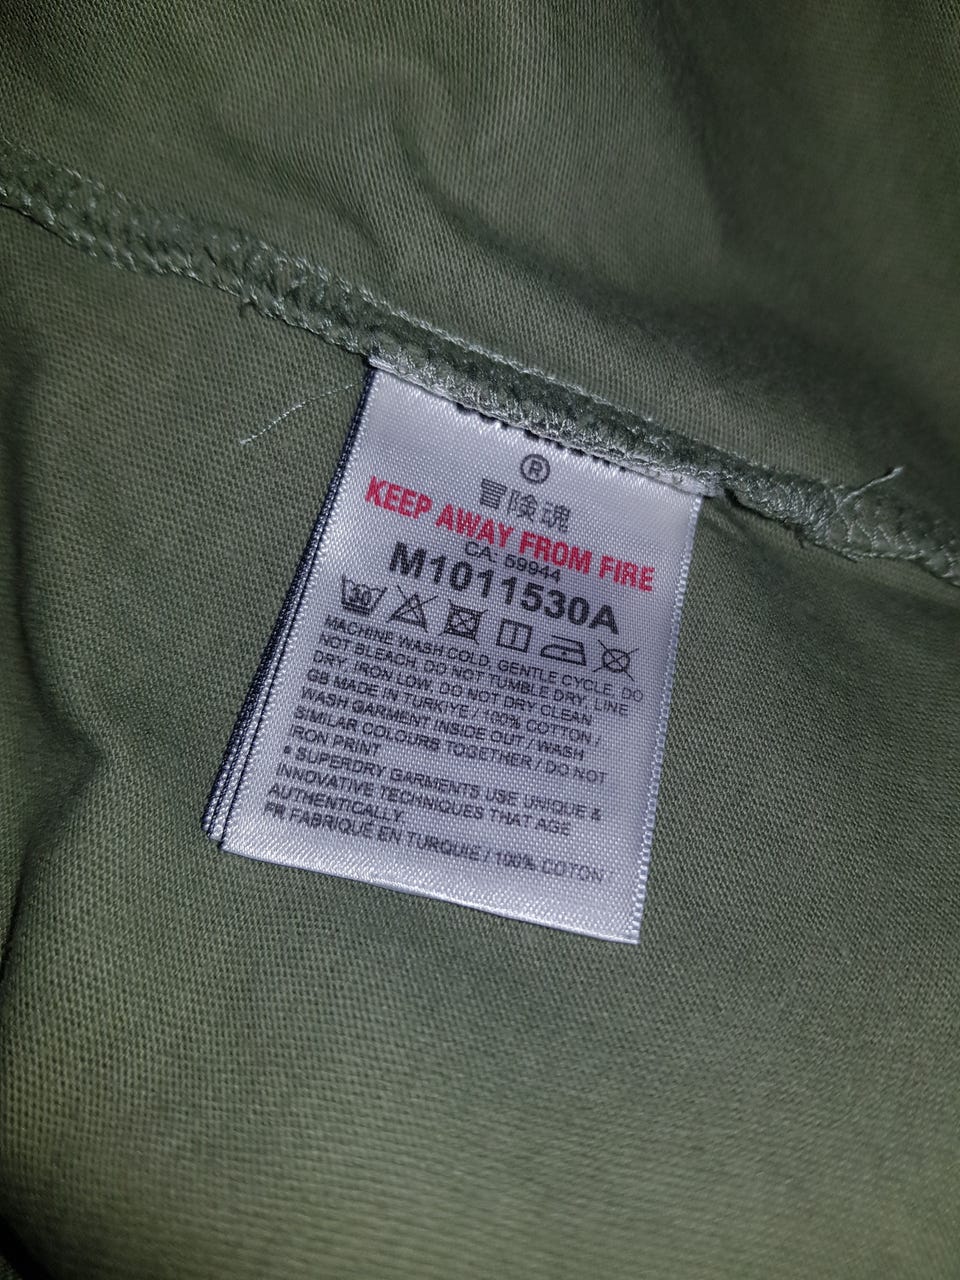 ®
冒険魂
KEEP AWAY FROM FIRE
CA. 59944
M1011530A
30
MACHINE WASH COLD, GENTLE CYCLE, DO
NOT BLEACH, DO NOT TUMBLE DRY, LINE
DRY, IRON LOW, DO NOT DRY CLEAN
GB MADE IN TURKIYE / 100% COTTON /
WASH GARMENT INSIDE OUT / WASH
SIMILAR COLOURS TOGETHER / DO NOT
RON PRINT
• SUPERDRY GARMENTS USE UNIQUE &
INNOVATIVE TECHNIQUES THAT AGE
AUTHENTICALLY
FR FABRIQUÉ EN TURQUIE / 100% COTON